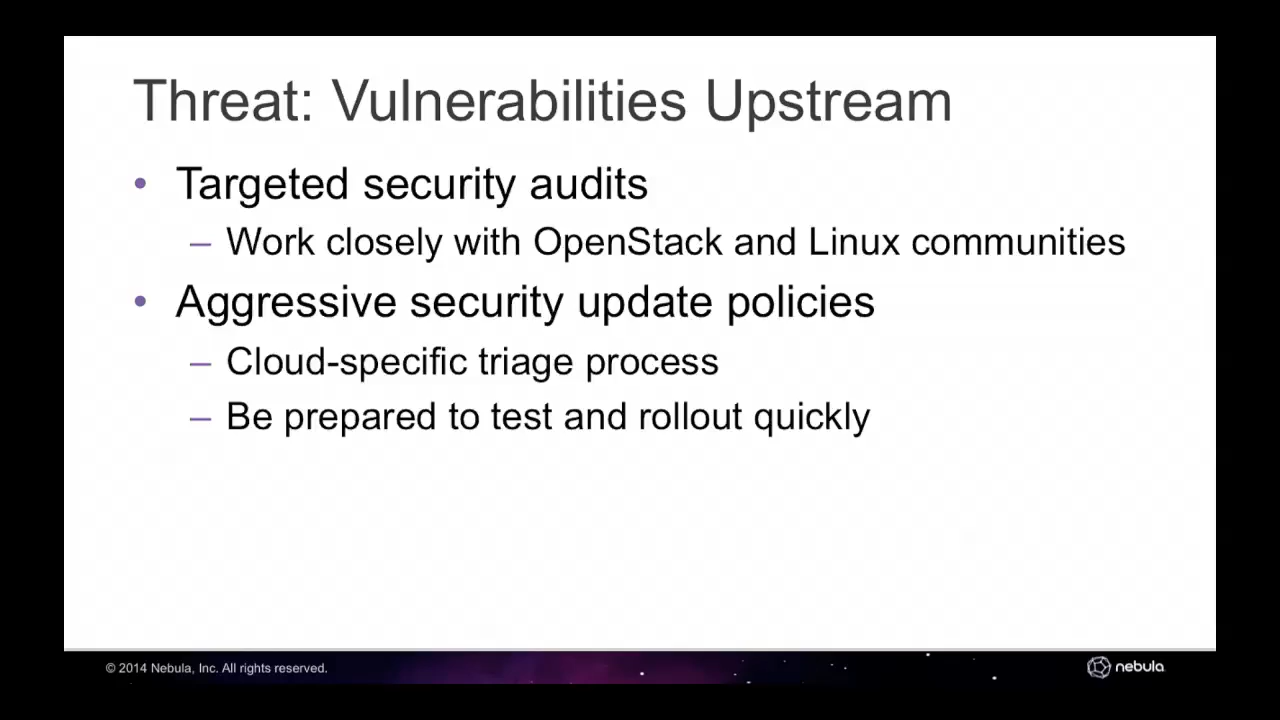 Threat: Vulnerabilities Upstream
• Targeted security audits
– Work closely with OpenStack and Linux communities
• Aggressive security update policies
– Cloud-specific triage process
– Be prepared to test and rollout quickly
© 2014 Nebula, Inc. All rights reserved.
nebula